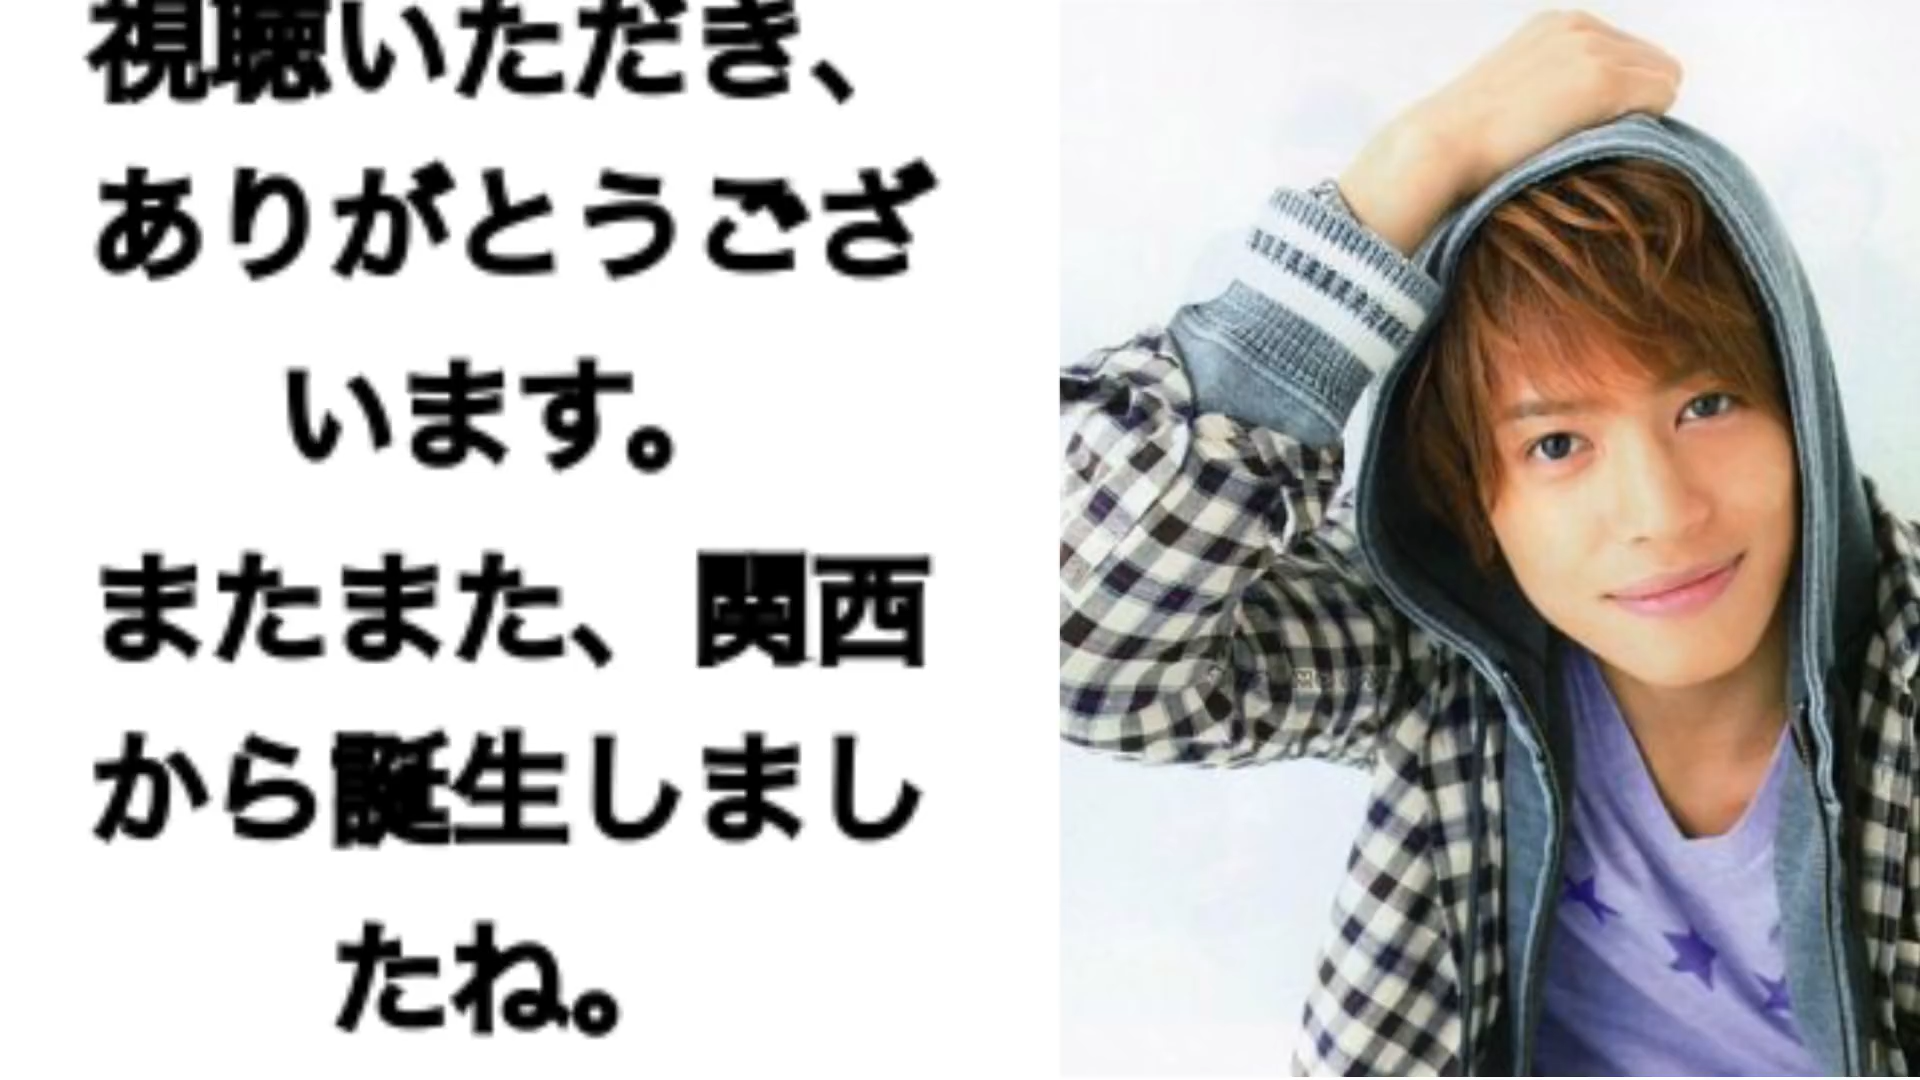 視聴いただき、
ありがとうござ
います。
またまた、関西
から誕生しまし
たね。